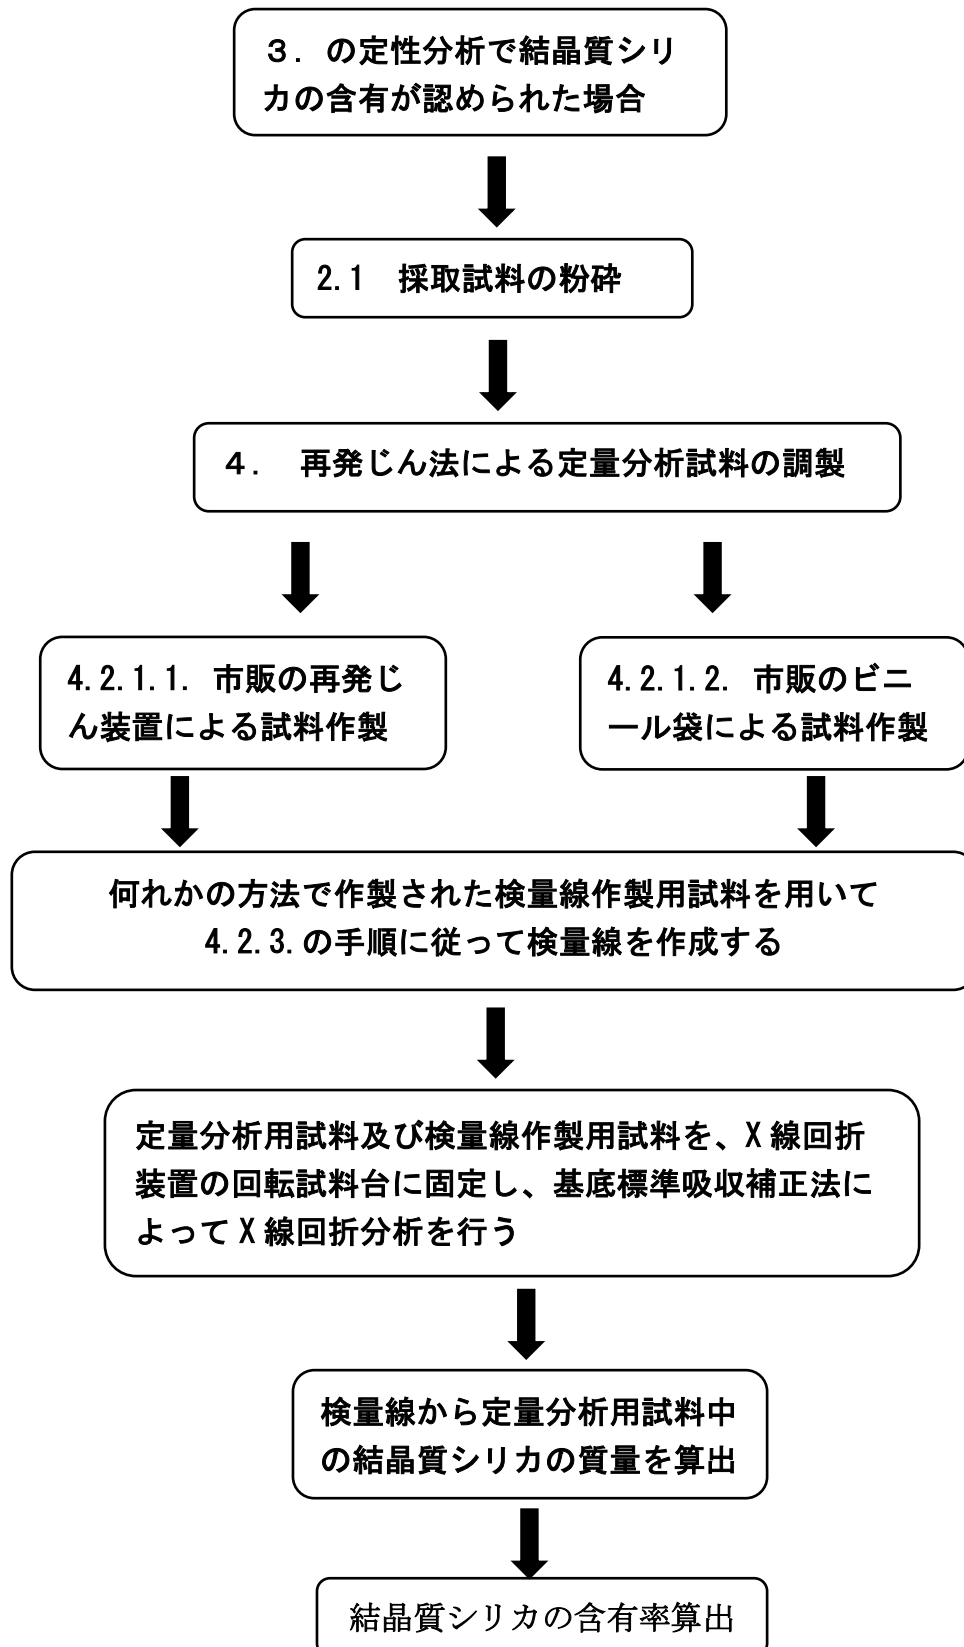 ３．の定性分析で結晶質シリ
カの含有が認められた場合
2.1　採取試料の粉砕
４．　再発じん法による定量分析試料の調製
4.2.1.1. 市販の再発じ
ん装置による試料作製
4.2.1.2. 市販のビニ
ール袋による試料作製
何れかの方法で作製された検量線作製用試料を用いて
4.2.3.の手順に従って検量線を作成する
定量分析用試料及び検量線作製用試料を、X 線回折
装置の回転試料台に固定し、基底標準吸収補正法に
よって X 線回折分析を行う
検量線から定量分析用試料中
の結晶質シリカの質量を算出
結晶質シリカの含有率算出